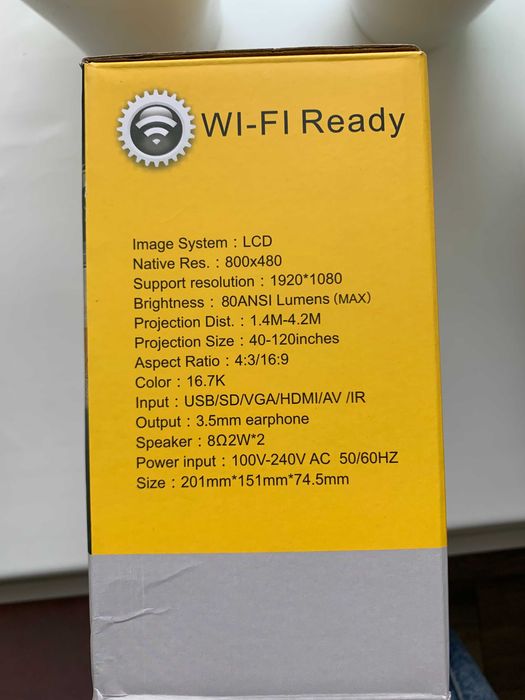 WI-FI Ready
Image System : LCD
Native Res. : 800x480
Support resolution : 1920*1080
Brightness : 80ANSI Lumens (MAX)
Projection Dist. : 1.4M-4.2M
Projection Size : 40-120inches
Aspect Ratio : 4:3/16:9
Color : 16.7K
Input : USB/SD/VGA/HDMI/AV /IR
Output : 3.5mm earphone
Speaker : 8Ω2W*2
Power input : 100V-240V AC 50/60HZ
Size : 201mm*151mm*74.5mm